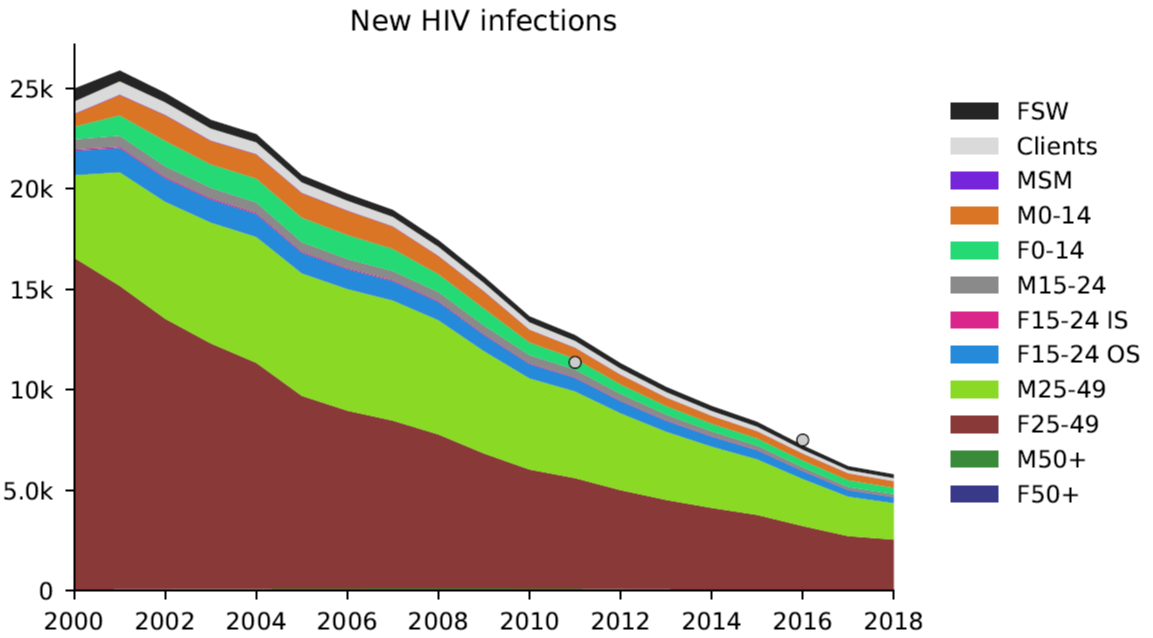 New HIV infections
25k
20k
15k
10k
5.0k
0
2000 2002 2004 2006 2008 2010 2012 2014 2016 2018
FSW
Clients
MSM
M0-14
F0-14
M15-24
F15-24 IS
F15-24 OS
M25-49
F25-49
M50+
F50+